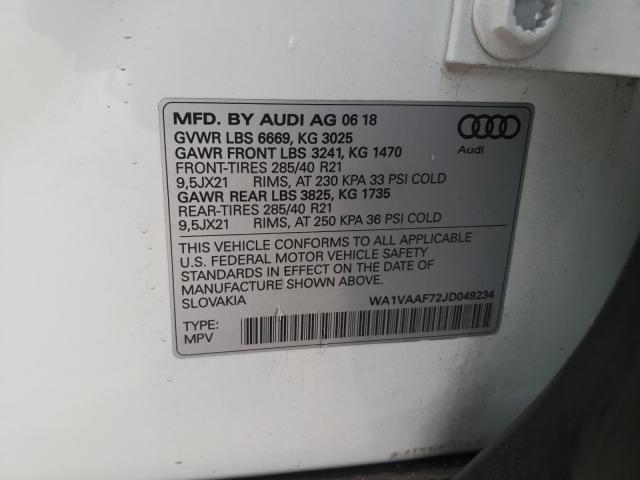 MFD. BY AUDI AG 06 18
GVWR LBS 6669, KG 3025
GAWR FRONT LBS 3241, KG 1470
FRONT-TIRES 285/40 R21
9,5JX21 RIMS, AT 230 KPA 33 PSI COLD
GAWR REAR LBS 3825, KG 1735
REAR-TIRES 285/40 R21
9,5JX21 RIMS, AT 250 KPA 36 PSI COLD
Audi
THIS VEHICLE CONFORMS TO ALL APPLICABLE
U.S. FEDERAL MOTOR VEHICLE SAFETY
STANDARDS IN EFFECT ON THE DATE OF
MANUFACTURE SHOWN ABOVE.
SLOVAKIA WA1VAAF72JD049234
TYPE:
MPV